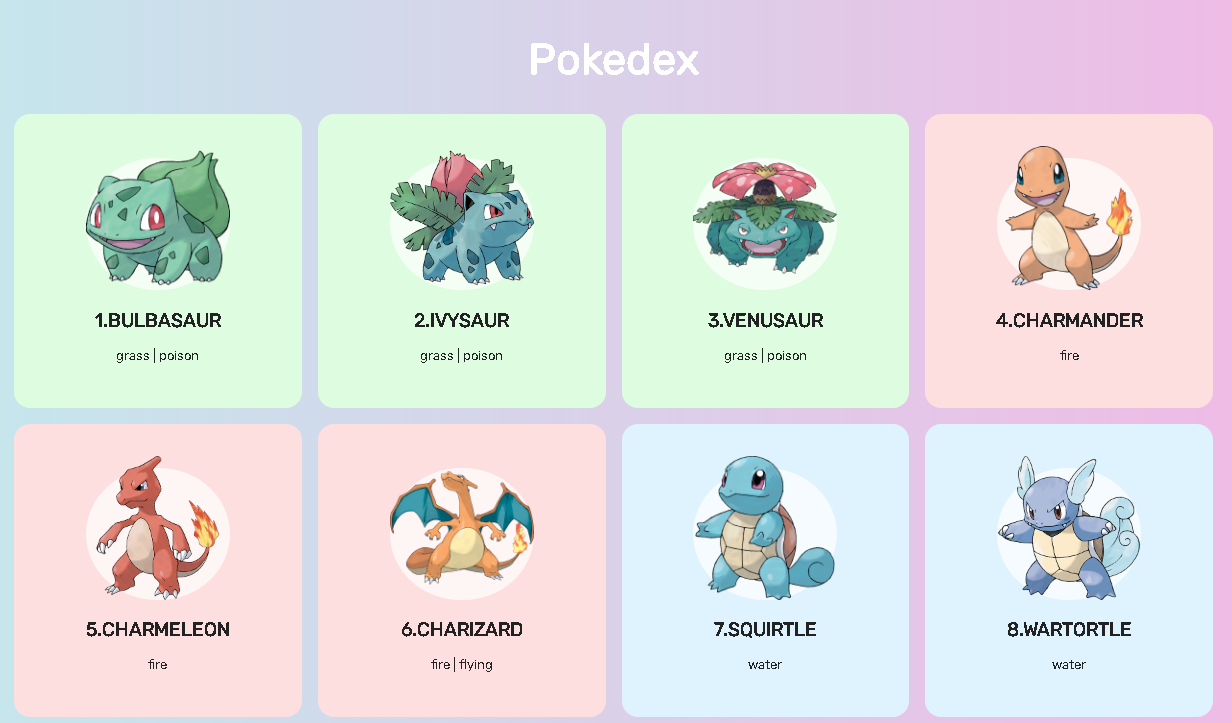 Pokedex
1.BULBASAUR
grass | poison
2.IVYSAUR
grass | poison
3.VENUSAUR
grass | poison
4.CHARMANDER
fire
5.CHARMELEON
fire
6.CHARIZARD
fire | flying
7.SQUIRTLE
water
8.WARTORTLE
water